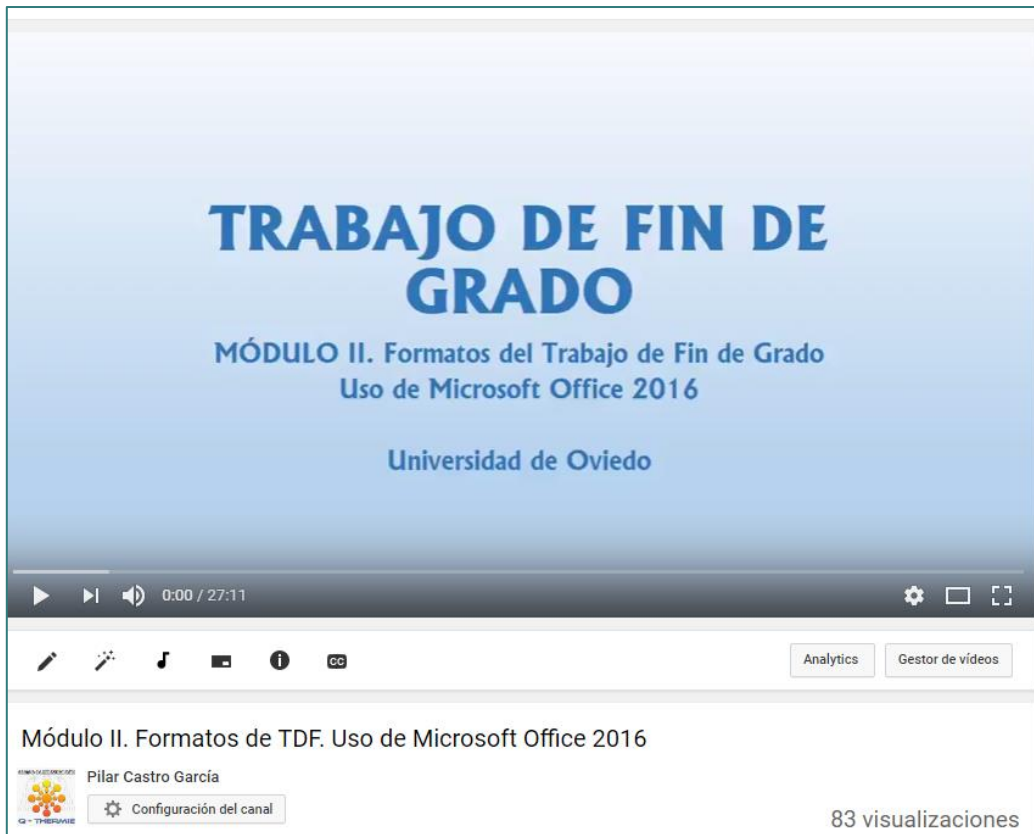 TRABAJO DE FIN DE
GRADO
MÓDULO II. Formatos del Trabajo de Fin de Grado
Uso de Microsoft Office 2016
Universidad de Oviedo
0:00 / 27:11
CC
Analytics
Gestor de vídeos
Módulo II. Formatos de TDF. Uso de Microsoft Office 2016
Pilar Castro García
Q - THERMIE
Configuración del canal
83 visualizaciones